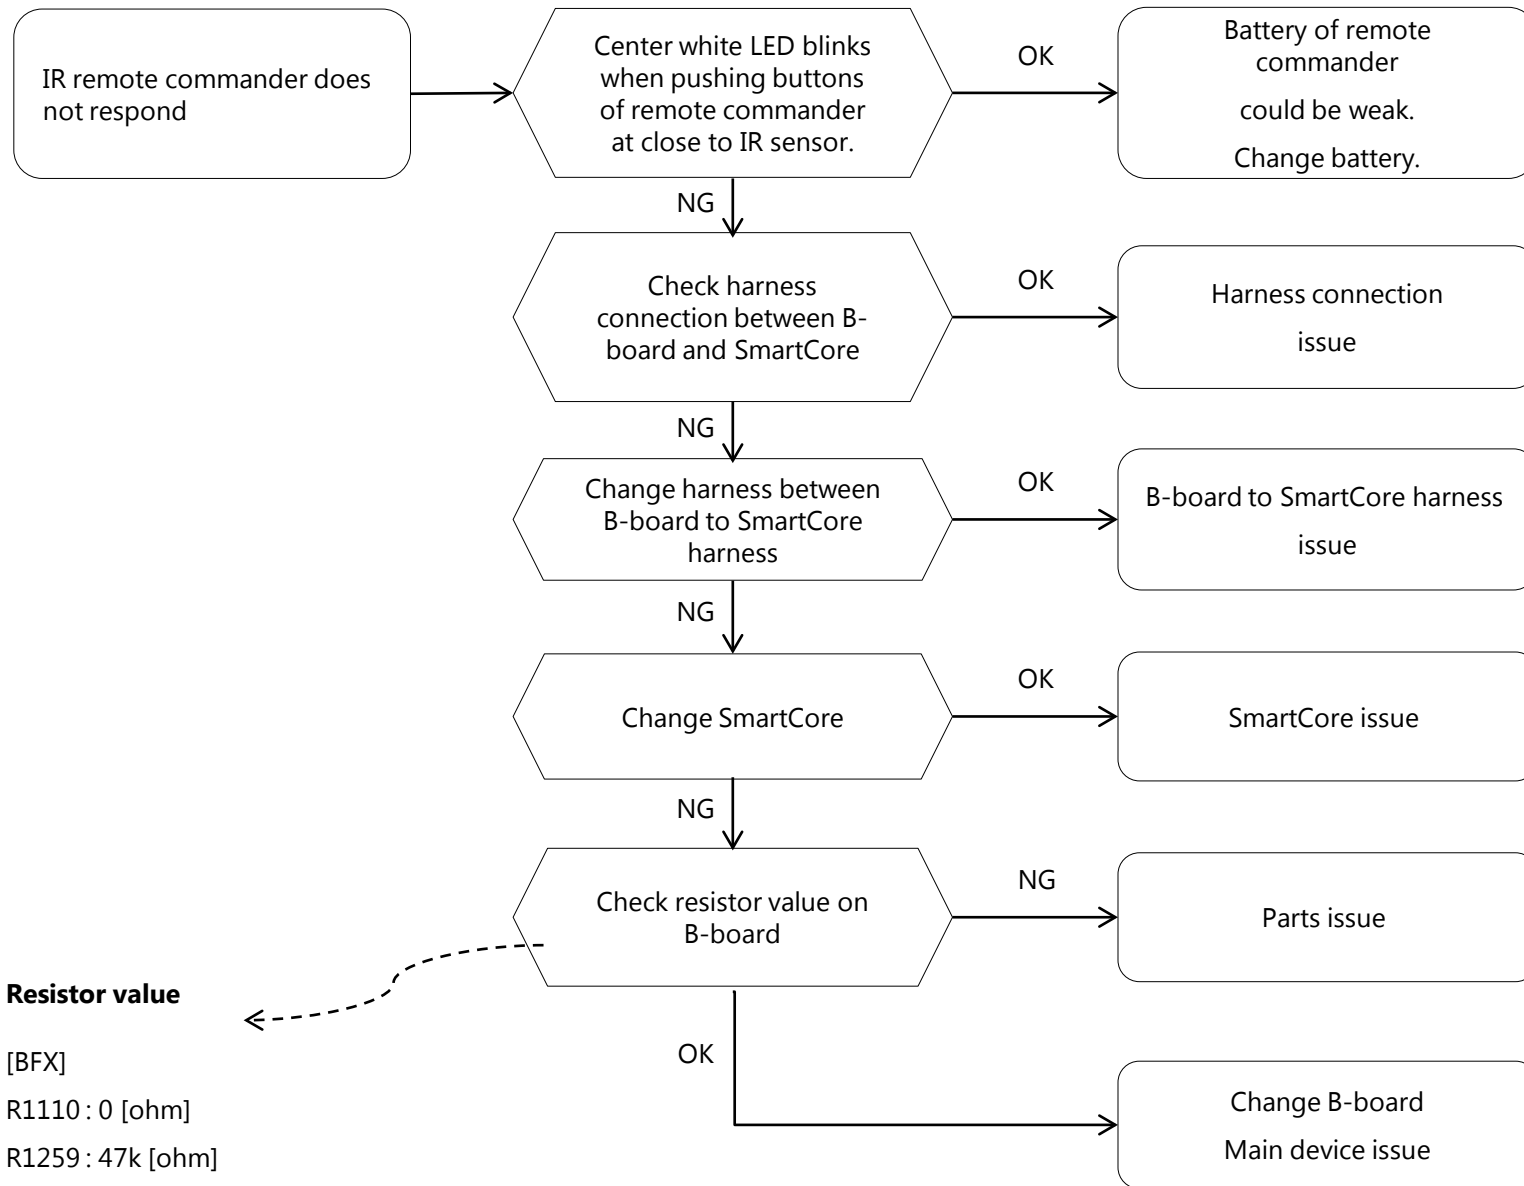 IR remote commander does
not respond
Center white LED blinks
when pushing buttons
of remote commander
at close to IR sensor.
OK
Battery of remote
commander
could be weak.
Change battery.
NG
Check harness
connection between B-
board and SmartCore
OK
Harness connection
issue
NG
Change harness between
B-board to SmartCore
harness
OK
B-board to SmartCore harness
issue
NG
Change SmartCore
OK
SmartCore issue
NG
Check resistor value on
B-board
NG
Parts issue
OK
Change B-board
Main device issue
Resistor value
[BFX]
R1110 : 0 [ohm]
R1259 : 47k [ohm]